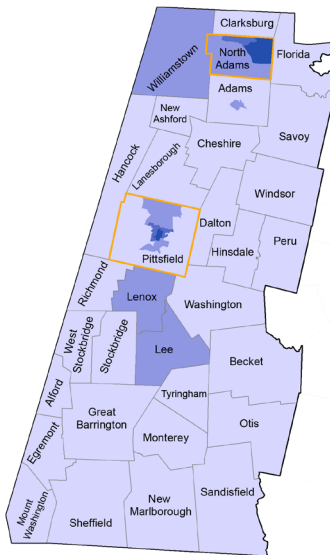 Clarksburg
Williamstown
North
Adams
Florida
Adams
New
Ashford
Cheshire
Savoy
Hancock
Lanesborough
Windsor
Dalton
Peru
Hinsdale
Pittsfield
Richmond
Lenox
Washington
West
Stockbridge
Stockbridge
Lee
Becket
Tyringham
Alford
Great
Barrington
Otis
Monterey
Egremont
Mount
Washington
Sheffield
New
Marlborough
Sandisfield